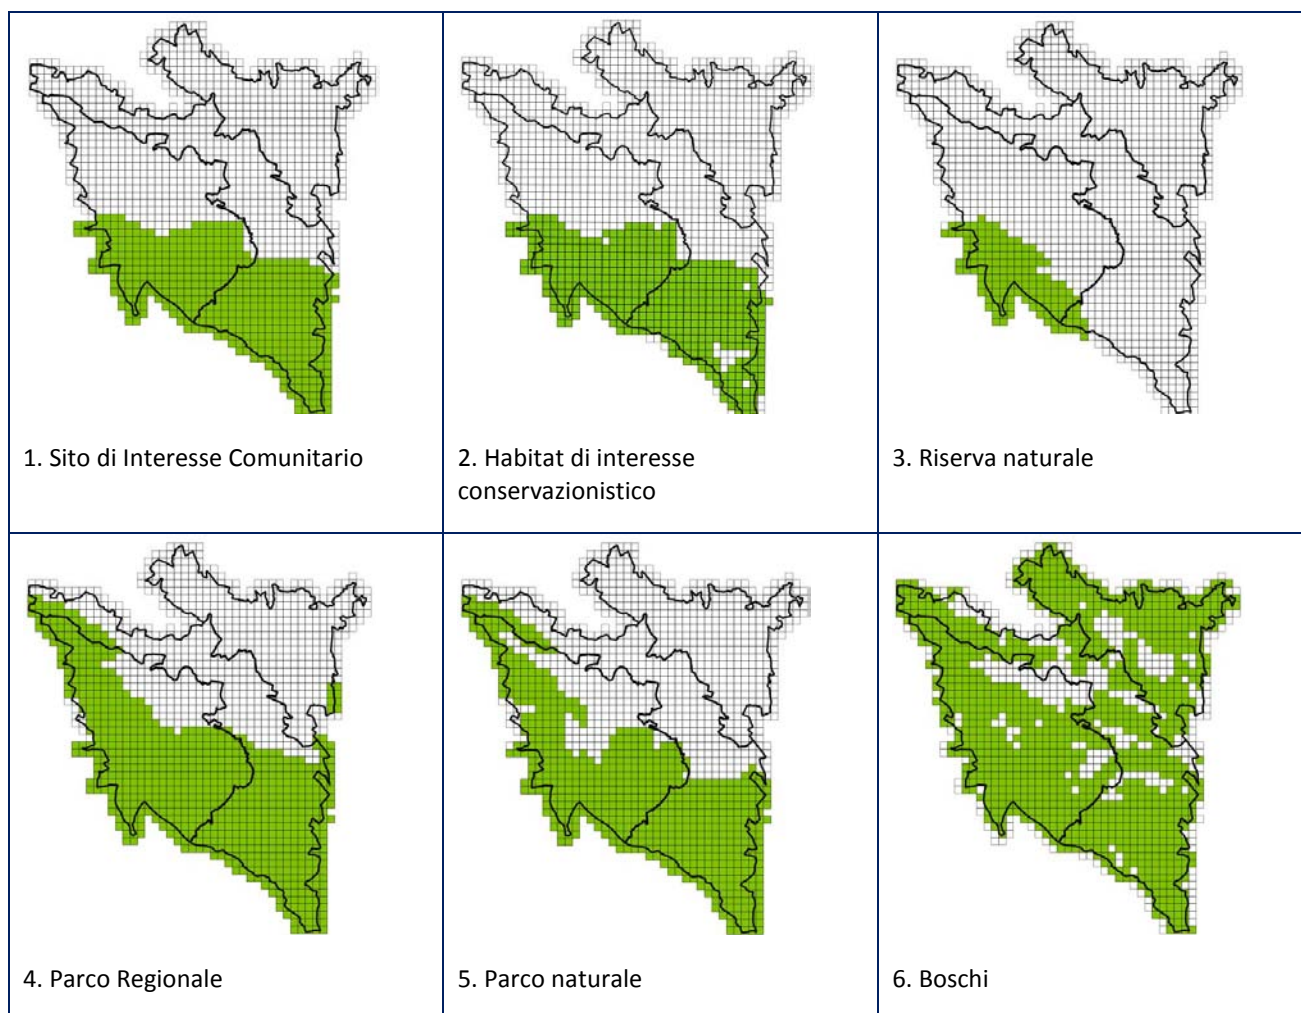 1. Sito di Interesse Comunitario
2. Habitat di interesse
conservazionistico
3. Riserva naturale
4. Parco Regionale
5. Parco naturale
6. Boschi